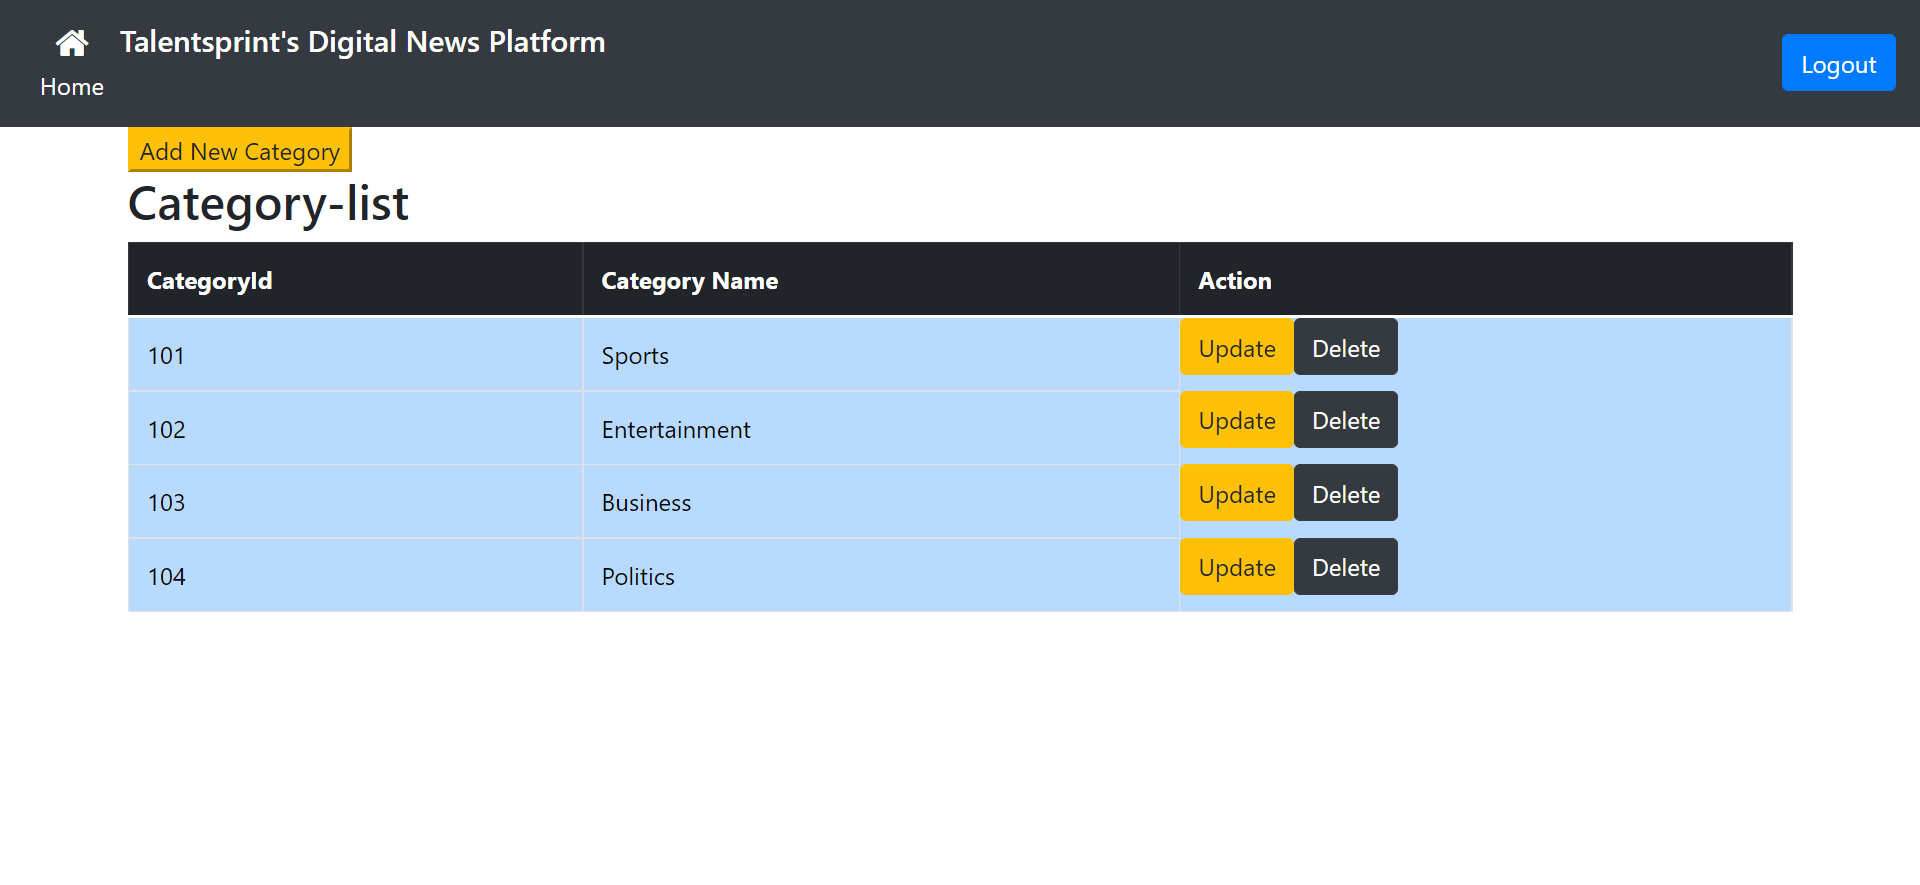 Talentsprint's Digital News Platform
Home
Logout
Add New Category
Category-list
CategoryId Category Name Action
101 Sports Update Delete
102 Entertainment Update Delete
103 Business Update Delete
104 Politics Update Delete